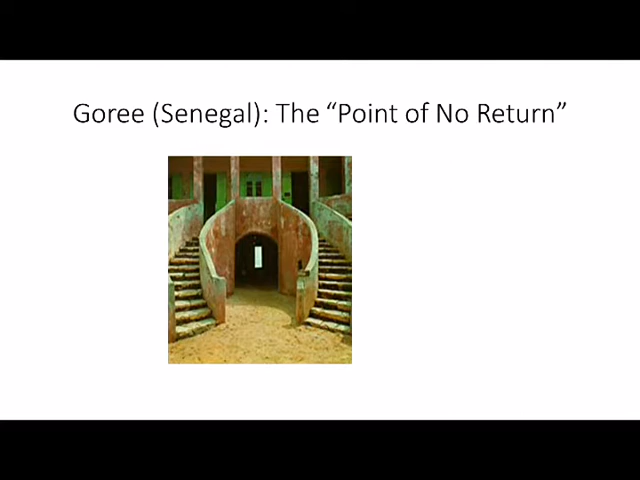 Goree (Senegal): The “Point of No Return”